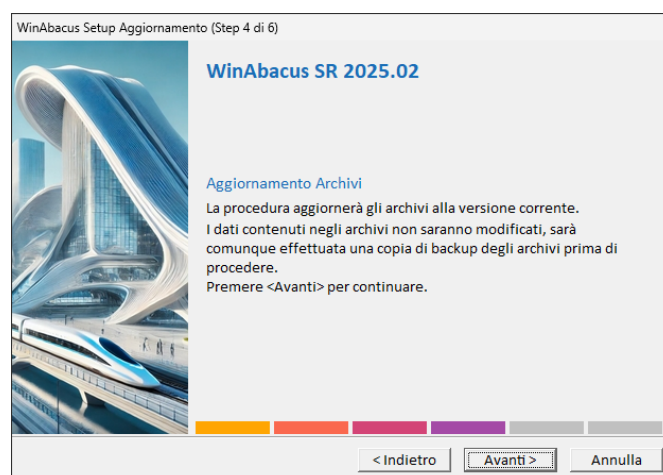 WinAbacus Setup Aggiornamento (Step 4 di 6)
WinAbacus SR 2025.02
Aggiornamento Archivi
La procedura aggiornerà gli archivi alla versione corrente.
I dati contenuti negli archivi non saranno modificati, sarà
comunque effettuata una copia di backup degli archivi prima di
procedere.
Premere <Avanti> per continuare.
< Indietro
Avanti >
Annulla